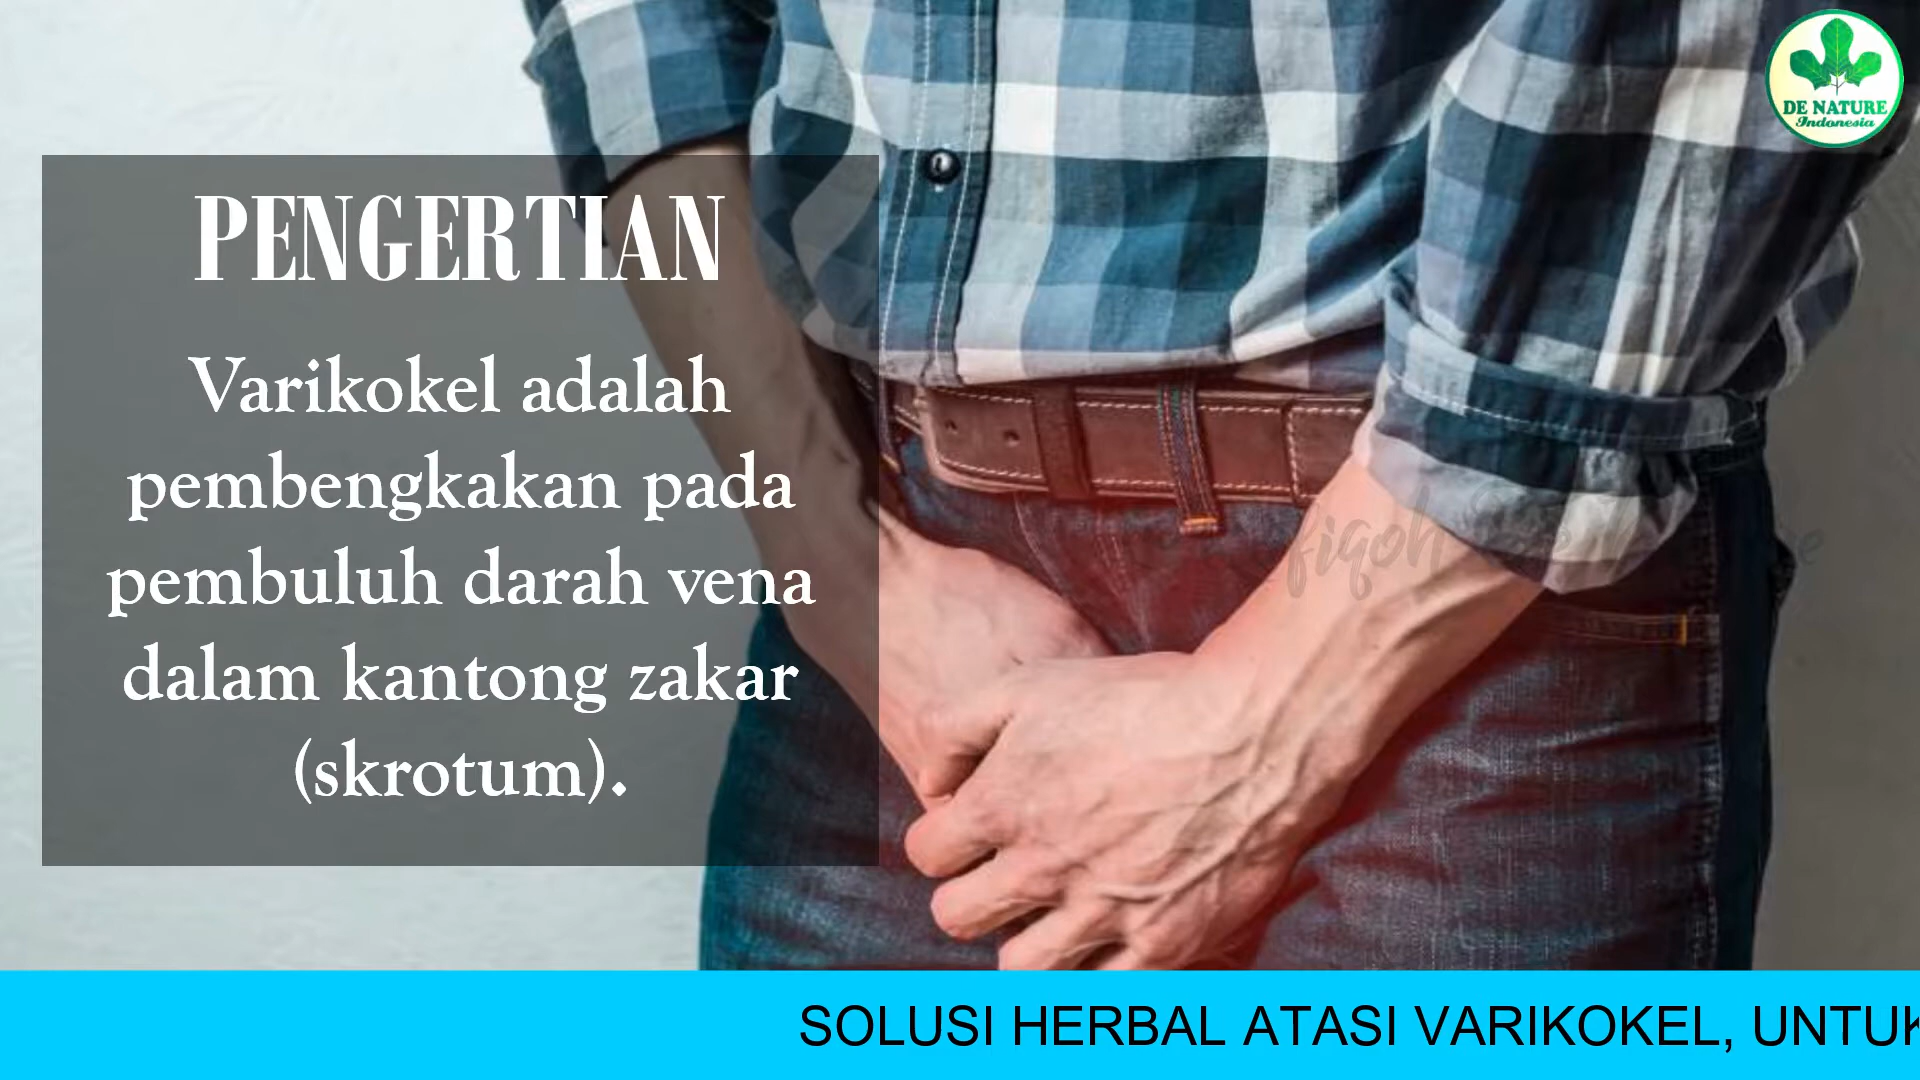 DE NATURE
Indonesia
PENGERTIAN
Varikokel adalah
pembengkakan pada
pembuluh darah vena
dalam kantong zakar
(skrotum).
SOLUSI HERBAL ATASI VARIKOKEL, UNTUK